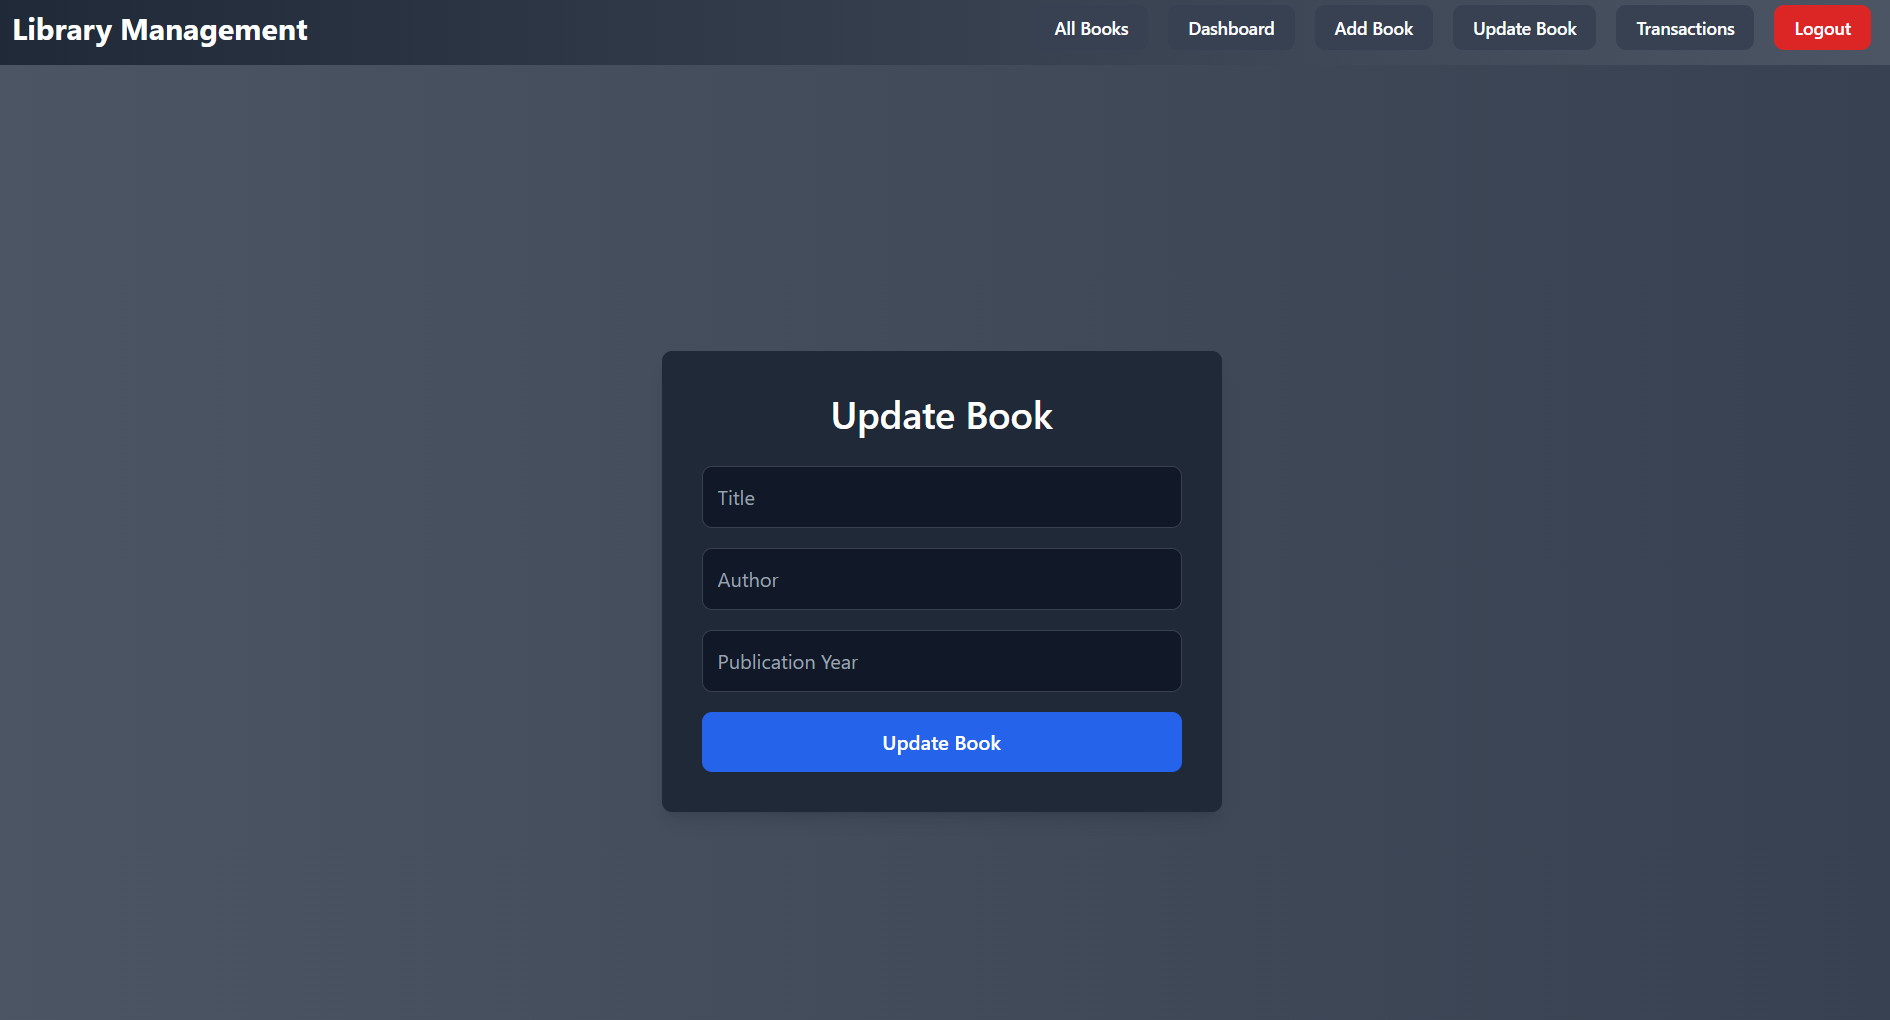 Library Management
All Books
Dashboard
Add Book
Update Book
Transactions
Logout
Update Book
Title
Author
Publication Year
Update Book